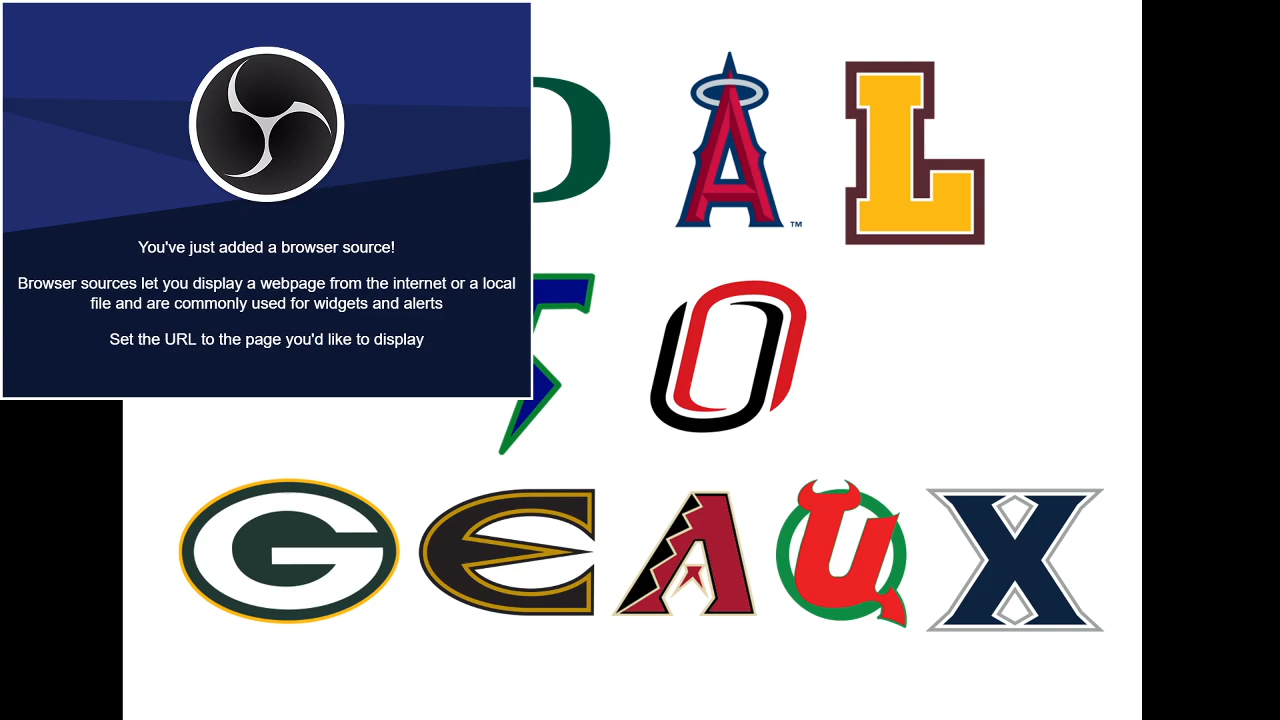 You've just added a browser source!
Browser sources let you display a webpage from the internet or a local
file and are commonly used for widgets and alerts
Set the URL to the page you'd like to display
A L
TM
O
G E A U X